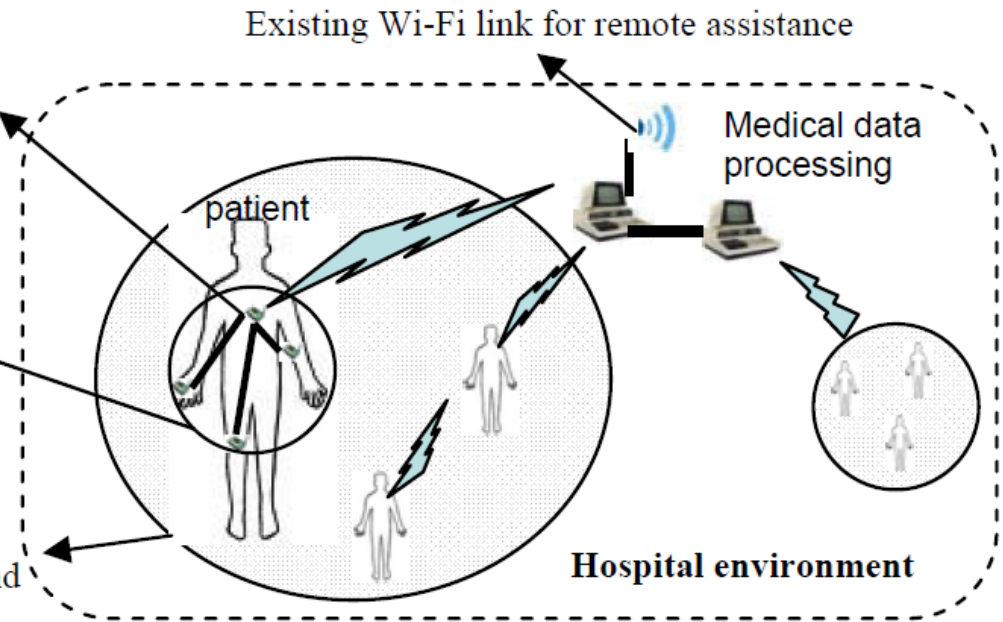 Existing Wi-Fi link for remote assistance
Medical data
processing
patient
Hospital environment